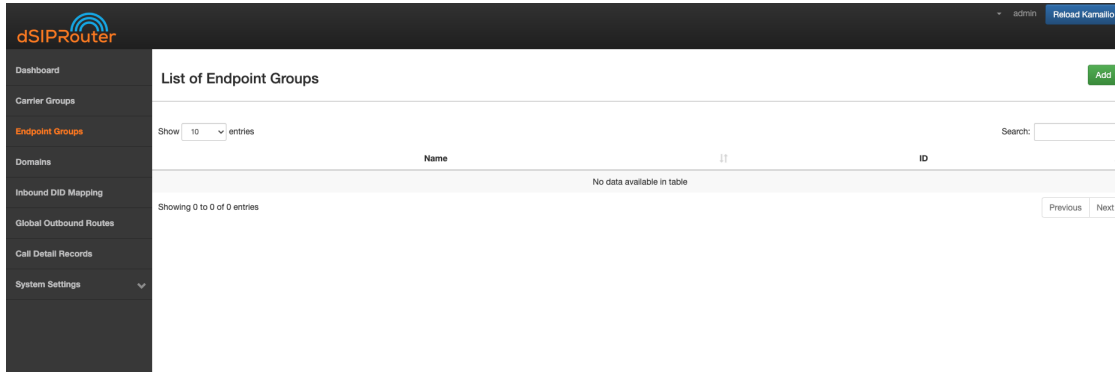 admin Reload Kamailio
dSIPRouter
Dashboard
List of Endpoint Groups Add
Carrier Groups
Endpoint Groups
Show 10 entries Search:
Domains
Name ID
No data available in table
Inbound DID Mapping
Showing 0 to 0 of 0 entries Previous Next
Global Outbound Routes
Call Detail Records
System Settings